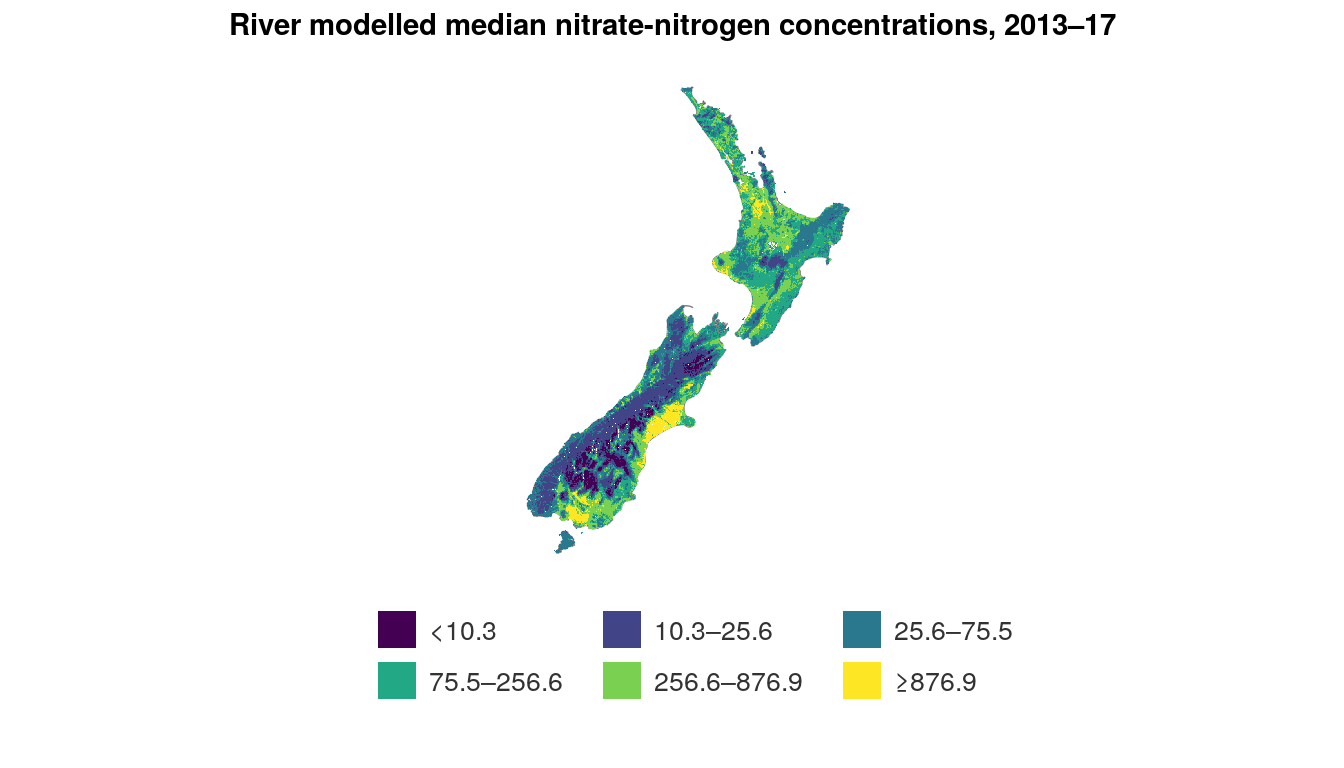 River modelled median nitrate-nitrogen concentrations, 2013–17
<10.3 10.3–25.6 25.6–75.5
75.5–256.6 256.6–876.9 ≥876.9